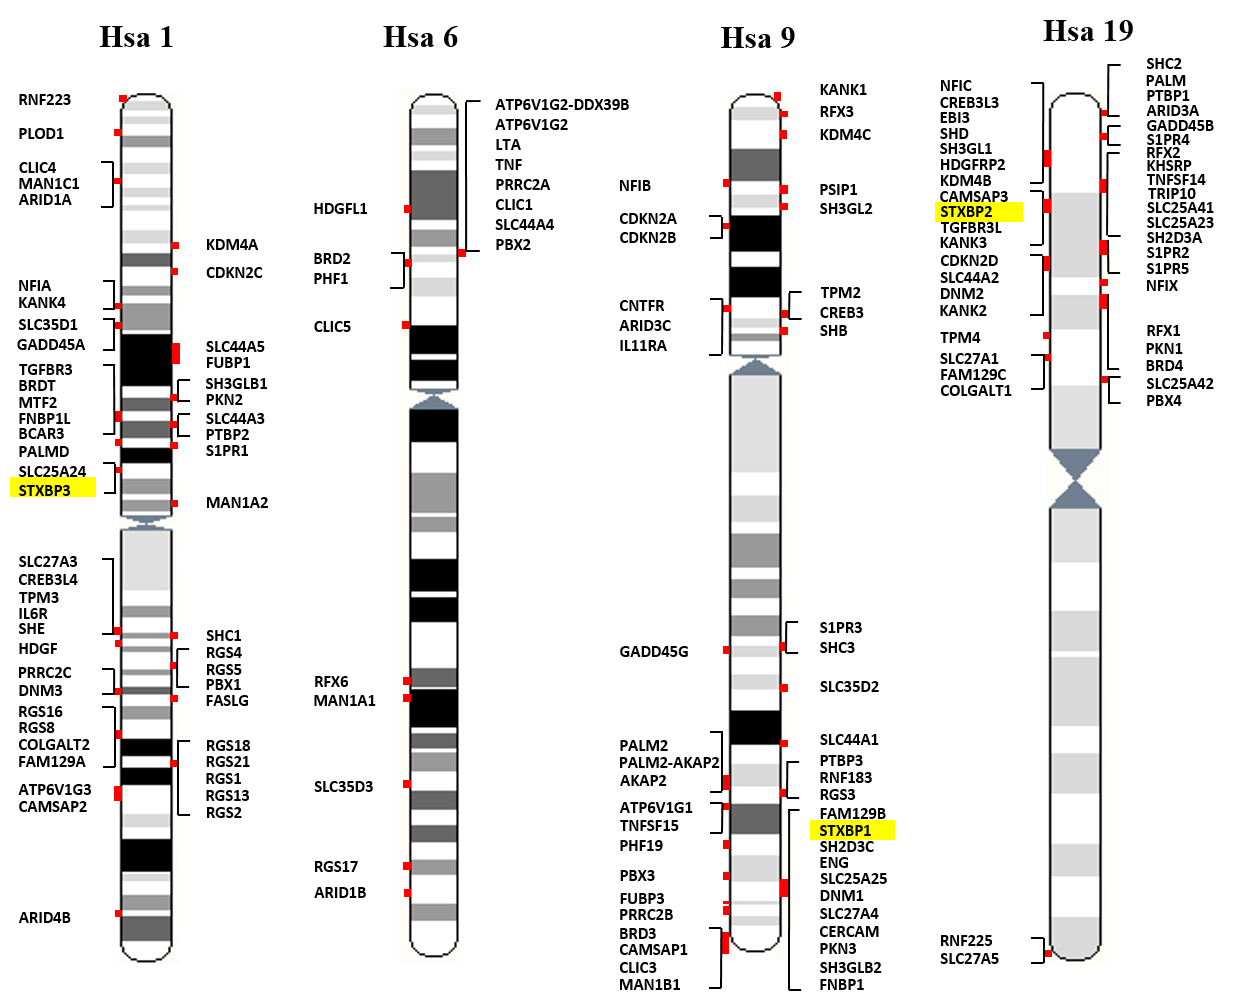 Hsa 1
RNF223
PLOD1
CLIC4
MAN1C1
ARID1A
NFIA
KANK4
SLC35D1
GADD45A
TGFBR3
BRDT
MTF2
FNBP1L
BCAR3
PALMD
SLC25A24
STXBP3
SLC27A3
CREB3L4
TPM3
IL6R
SHE
HDGF
PRRC2C
DNM3
RGS16
RGS8
COLGALT2
FAM129A
ATP6V1G3
CAMSAP2
ARID4B
KDM4A
CDKN2C
SLC44A5
FUBP1
SH3GLB1
PKN2
SLC44A3
PTBP2
S1PR1
MAN1A2
SHC1
RGS4
RGS5
PBX1
FASLG
RGS18
RGS21
RGS1
RGS13
RGS2
Hsa 6
HDGFL1
BRD2
PHF1
CLIC5
RFX6
MAN1A1
SLC35D3
RGS17
ARID1B
ATP6V1G2-DDX39B
ATP6V1G2
LTA
TNF
PRRC2A
CLIC1
SLC44A4
PBX2
Hsa 9
NFIB
CDKN2A
CDKN2B
CNTFR
ARID3C
IL11RA
GADD45G
PALM2
PALM2-AKAP2
AKAP2
ATP6V1G1
TNFSF15
PHF19
PBX3
FUBP3
PRRC2B
BRD3
CAMSAP1
CLIC3
MAN1B1
KANK1
RFX3
KDM4C
PSIP1
SH3GL2
TPM2
CREB3
SHB
S1PR3
SHC3
SLC35D2
SLC44A1
PTBP3
RNF183
RGS3
FAM129B
STXBP1
SH2D3C
ENG
SLC25A25
DNM1
SLC27A4
CERCAM
PKN3
SH3GLB2
FNBP1
Hsa 19
NFIC
CREB3L3
EBI3
SHD
SH3GL1
HDGFRP2
KDM4B
CAMSAP3
STXBP2
TGFBR3L
KANK3
CDKN2D
SLC44A2
DNM2
KANK2
TPM4
SLC27A1
FAM129C
COLGALT1
RNF225
SLC27A5
SHC2
PALM
PTBP1
ARID3A
GADD45B
S1PR4
RFX2
KHSRP
TNFSF14
TRIP10
SLC25A41
SLC25A23
SH2D3A
S1PR2
S1PR5
NFIX
RFX1
PKN1
BRD4
SLC25A42
PBX4